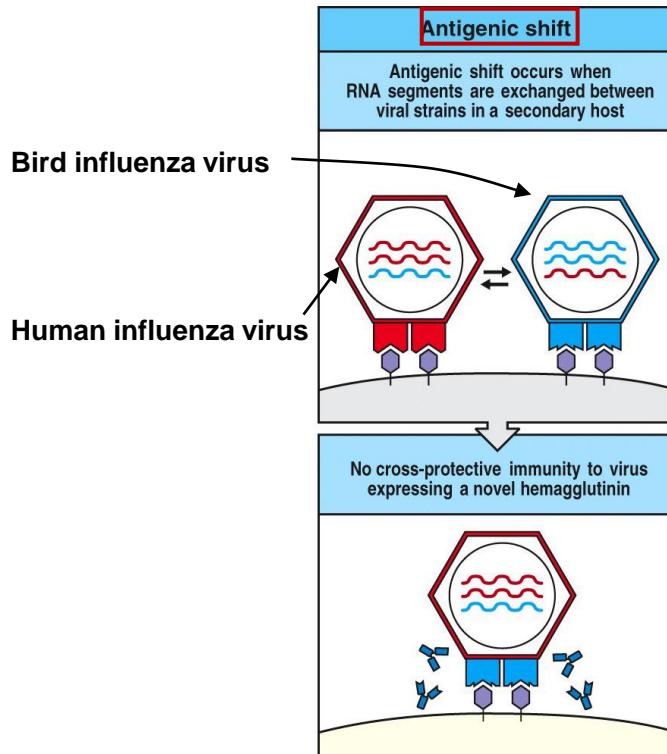 Antigenic shift
Antigenic shift occurs when
RNA segments are exchanged between
viral strains in a secondary host
Bird influenza virus
Human influenza virus
No cross-protective immunity to virus
expressing a novel hemagglutinin